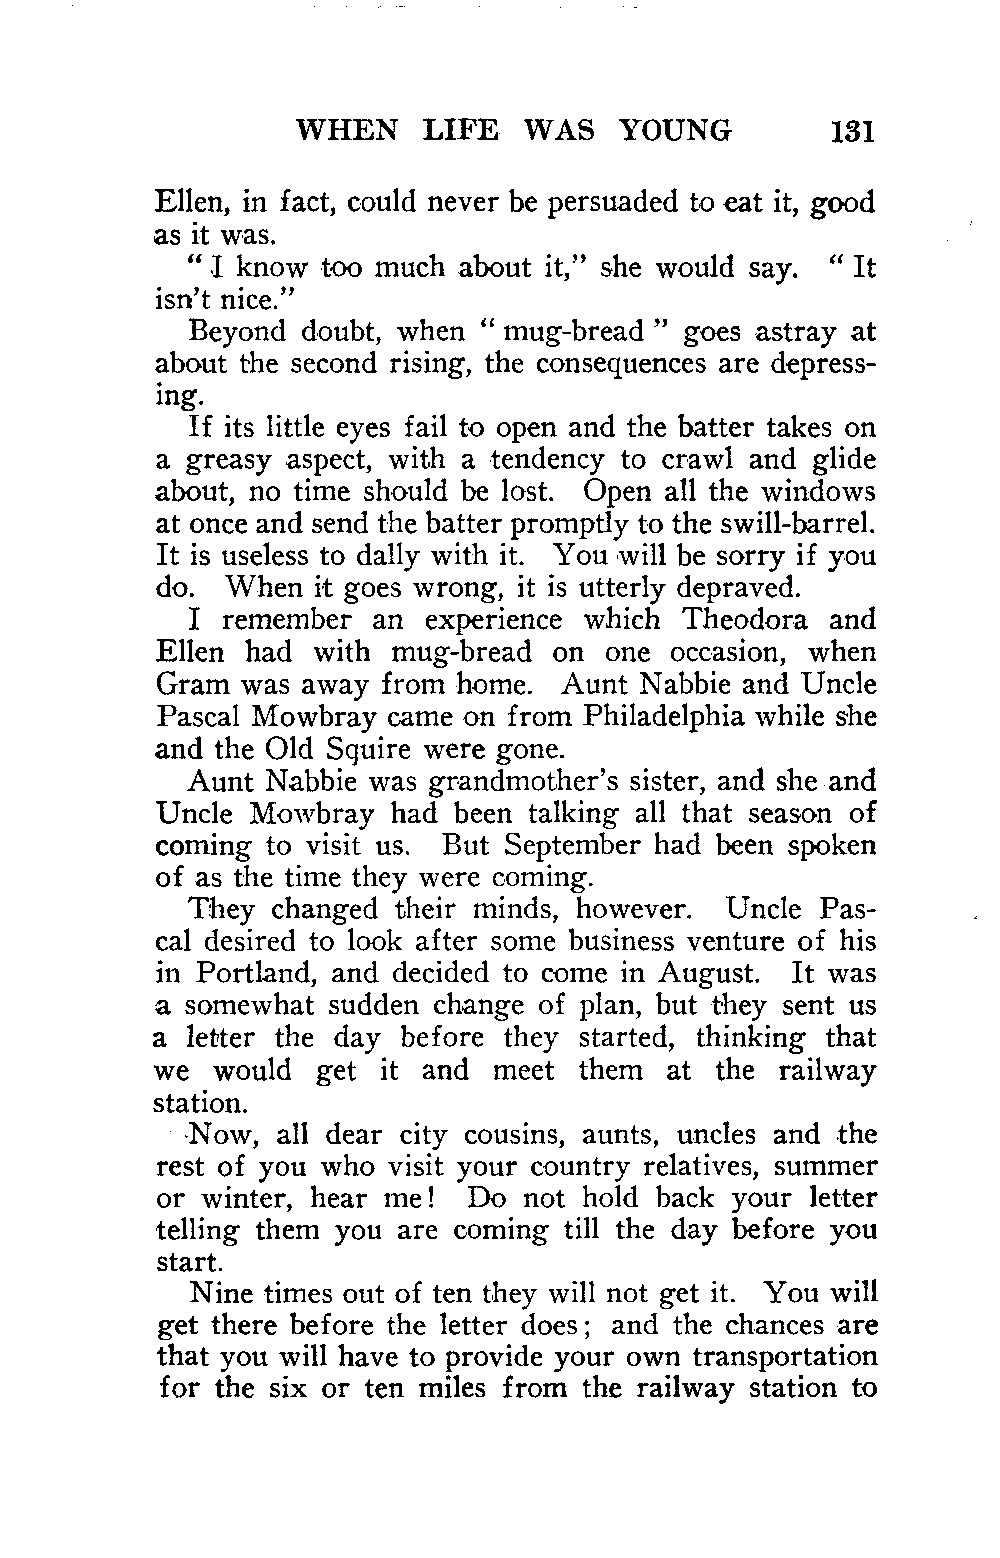 WHEN LIFE WAS YOUNG 131
Ellen, in fact, could never be persuaded to eat it, good
as it was.
“ I know too much about it,” she would say. “ It
isn't nice.”
Beyond doubt, when “ mug-bread ” goes astray at
about the second rising, the consequences are depress-
ing.
If its little eyes fail to open and the batter takes on
a greasy aspect, with a tendency to crawl and glide
about, no time should be lost. Open all the windows
at once and send the batter promptly to the swill-barrel.
It is useless to dally with it. You will be sorry if you
do. When it goes wrong, it is utterly depraved.
I remember an experience which Theodora and
Ellen had with mug-bread on one occasion, when
Gram was away from home. Aunt Nabbie and Uncle
Pascal Mowbray came on from Philadelphia while she
and the Old Squire were gone.
Aunt Nabbie was grandmother's sister, and she and
Uncle Mowbray had been talking all that season of
coming to visit us. But September had been spoken
of as the time they were coming.
They changed their minds, however. Uncle Pas-
cal desired to look after some business venture of his
in Portland, and decided to come in August. It was
a somewhat sudden change of plan, but they sent us
a letter the day before they started, thinking that
we would get it and meet them at the railway
station.
Now, all dear city cousins, aunts, uncles and the
rest of you who visit your country relatives, summer
or winter, hear me! Do not hold back your letter
telling them you are coming till the day before you
start.
Nine times out of ten they will not get it. You will
get there before the letter does; and the chances are
that you will have to provide your own transportation
for the six or ten miles from the railway station to